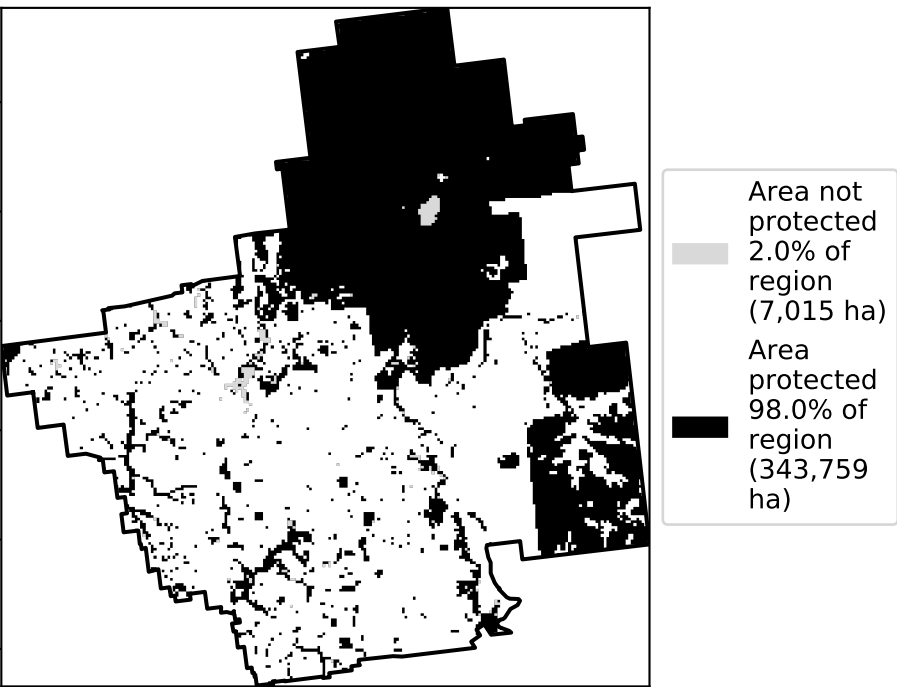 Area not
protected
2.0% of
region
(7,015 ha)
Area
protected
98.0% of
region
(343,759
ha)